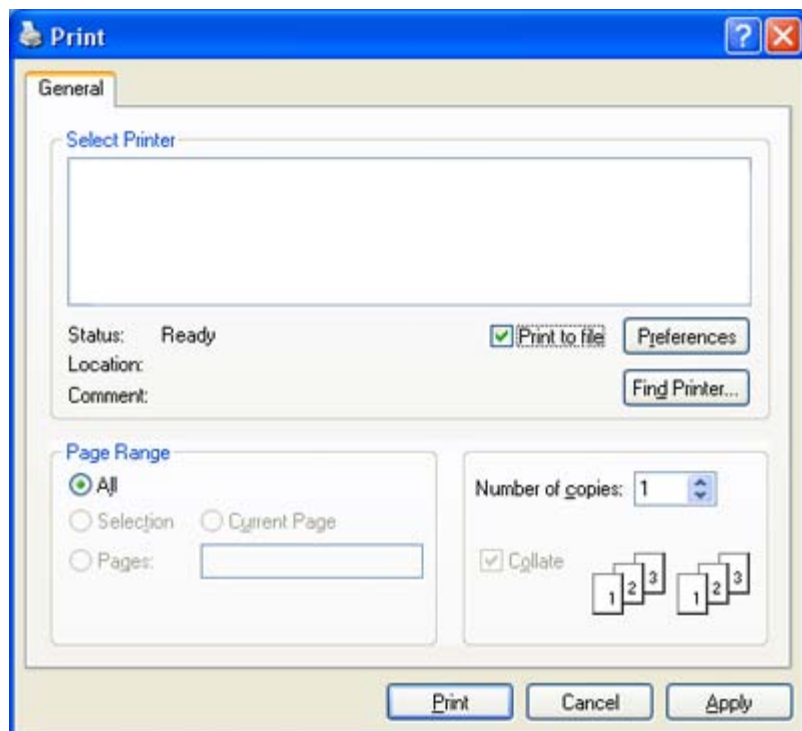 Print
General
Select Printer
Status: Ready
Print to file
Preferences
Location:
Find Printer...
Comment:
Page Range
All
Selection
Current Page
Pages:
Number of copies: 1
Collate
1 2 3 1 2 3
Print
Cancel
Apply